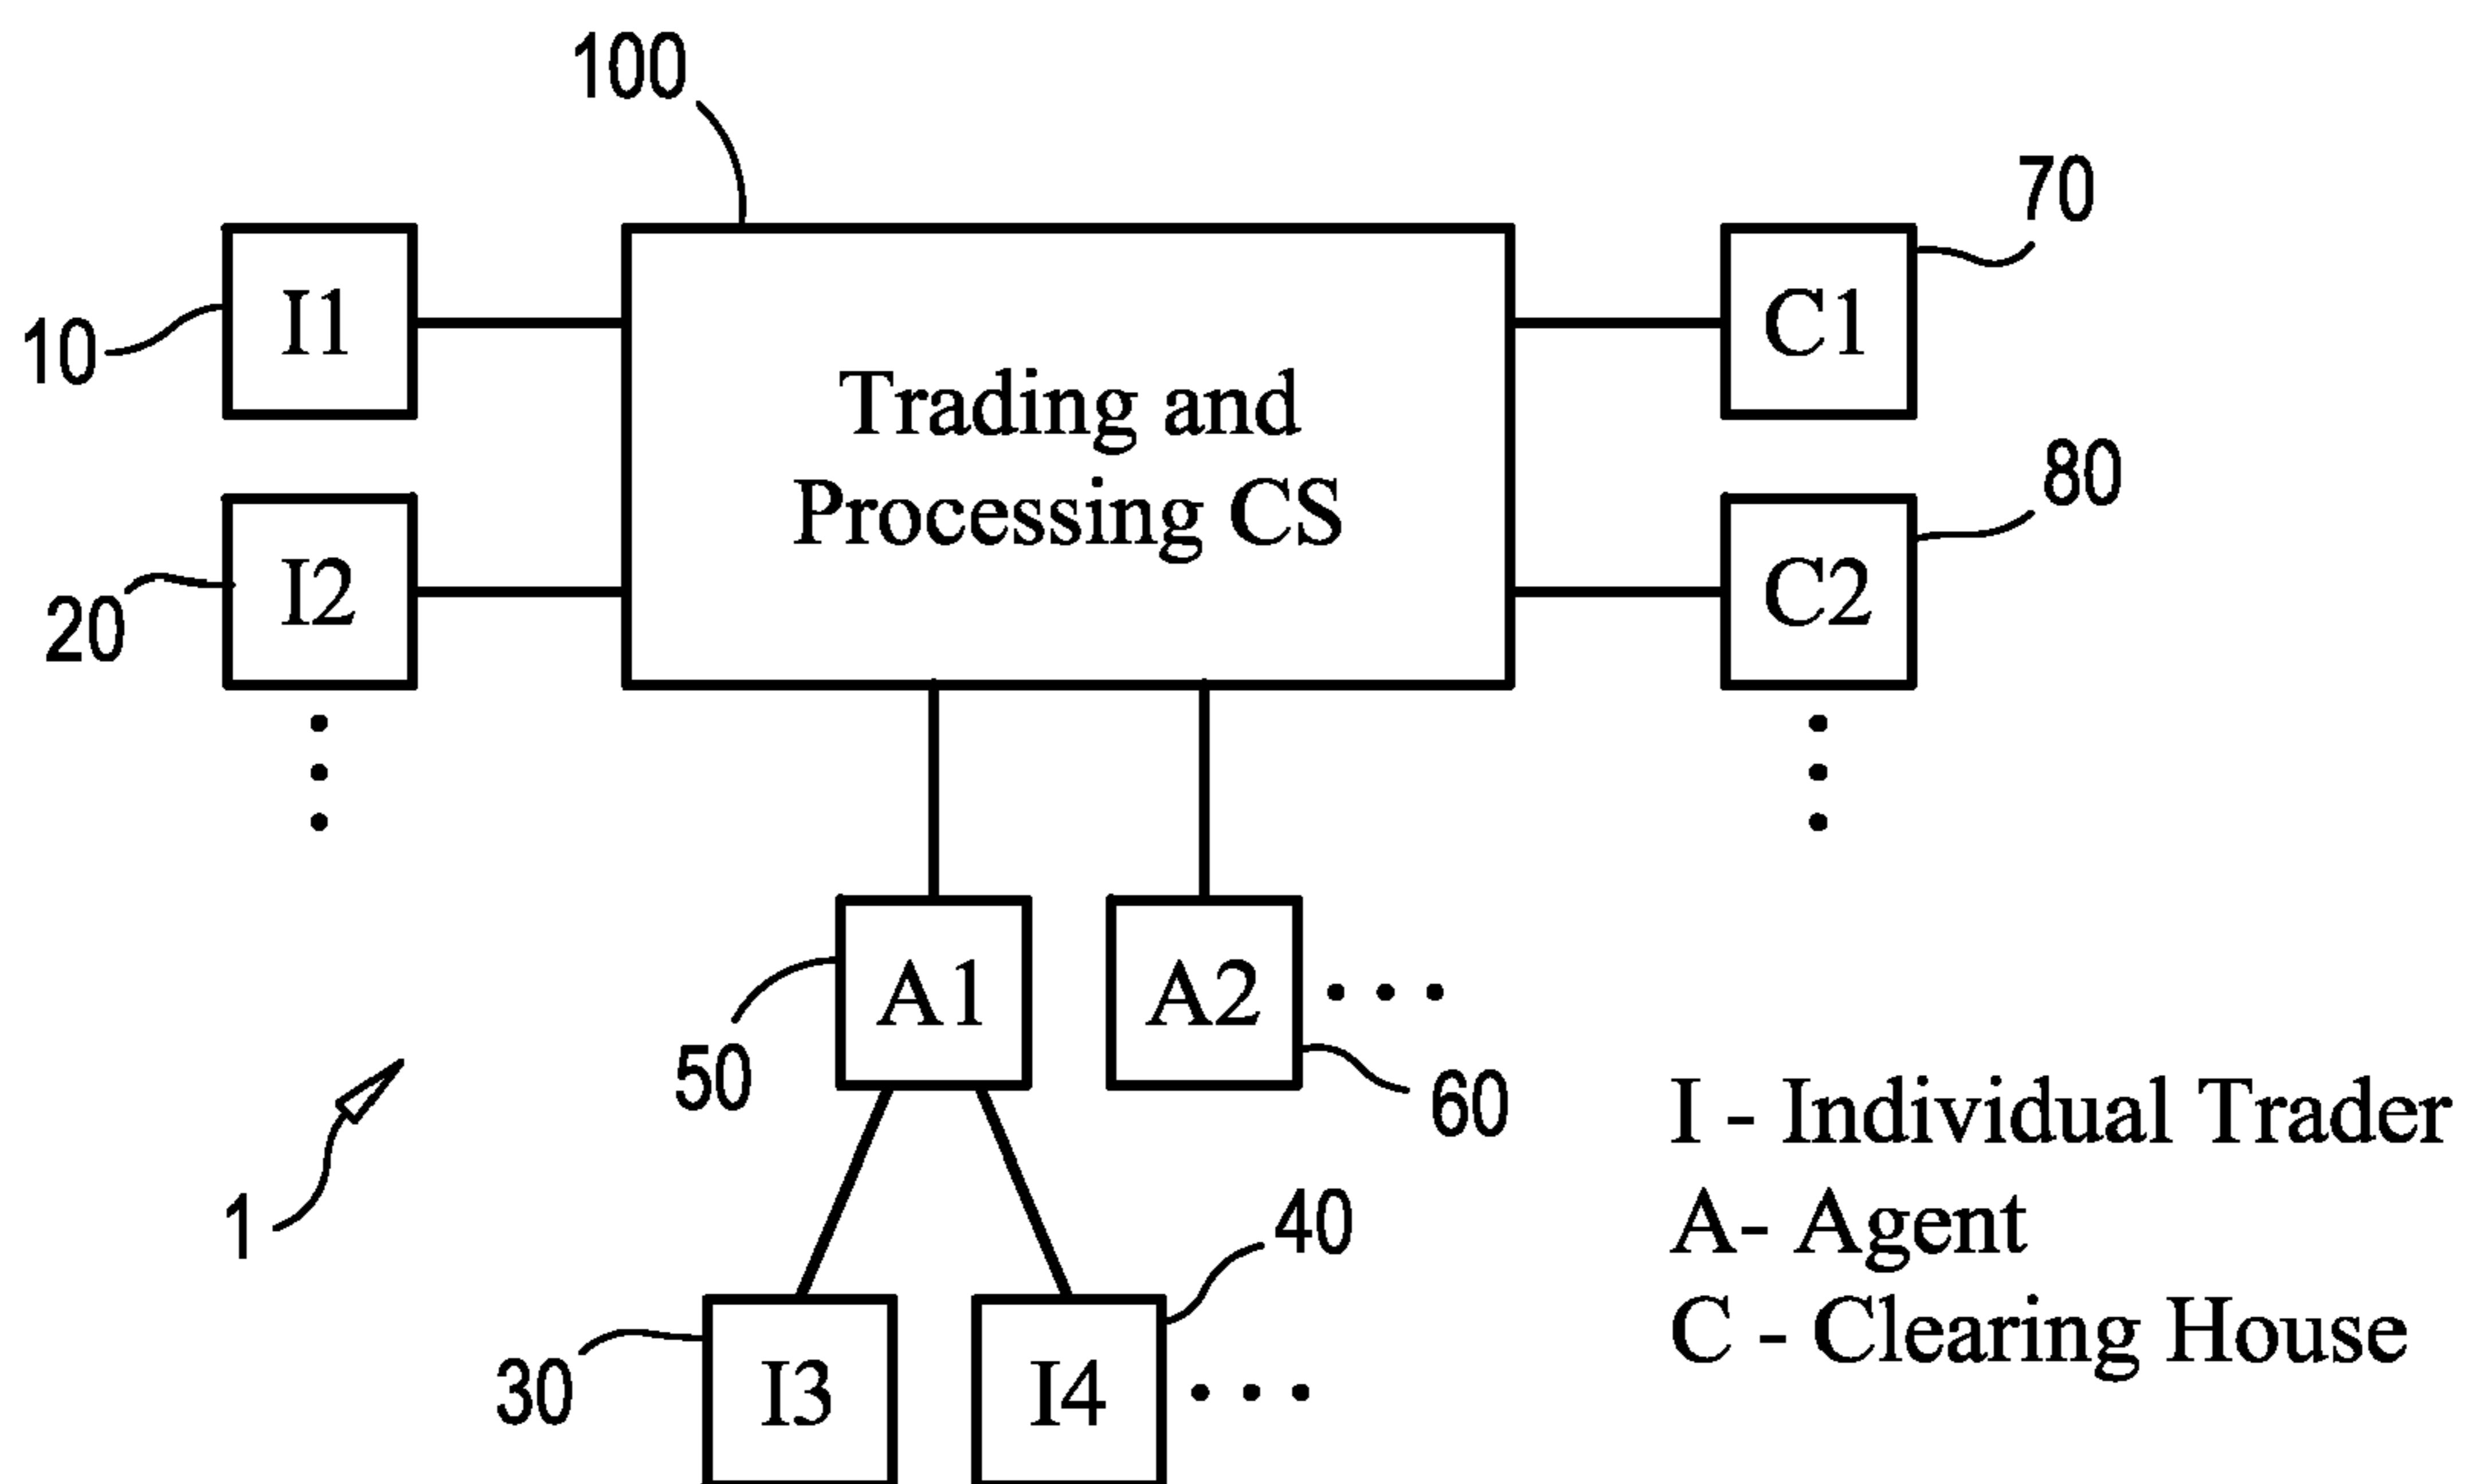 100
70
I1
C1
10
Trading and
Processing CS
80
I2
C2
20
A1
A2
50
60
I - Individual Trader
1
40
A- Agent
C - Clearing House
30
I3
I4